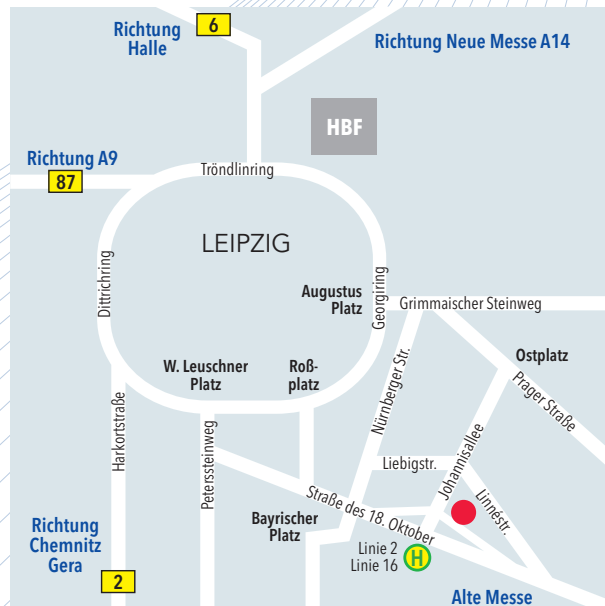 6
Richtung
Halle
Richtung Neue Messe A14
HBF
Richtung A9
87
Tröndlinring
LEIPZIG
Dittrichring
Georgiring
Augustus
Platz
Grimmaischer Steinweg
W. Leuschner
Platz
Roß-
platz
Ostplatz
Prager Straße
Nürnberger Str.
Harkortstraße
Peterssteinweg
Liebigstr.
Johannisallee
Linnéstr.
Straße des 18. Oktober
Bayrischer
Platz
Richtung
Chemnitz
Gera
2
Linie 2
Linie 16
H
Alte Messe